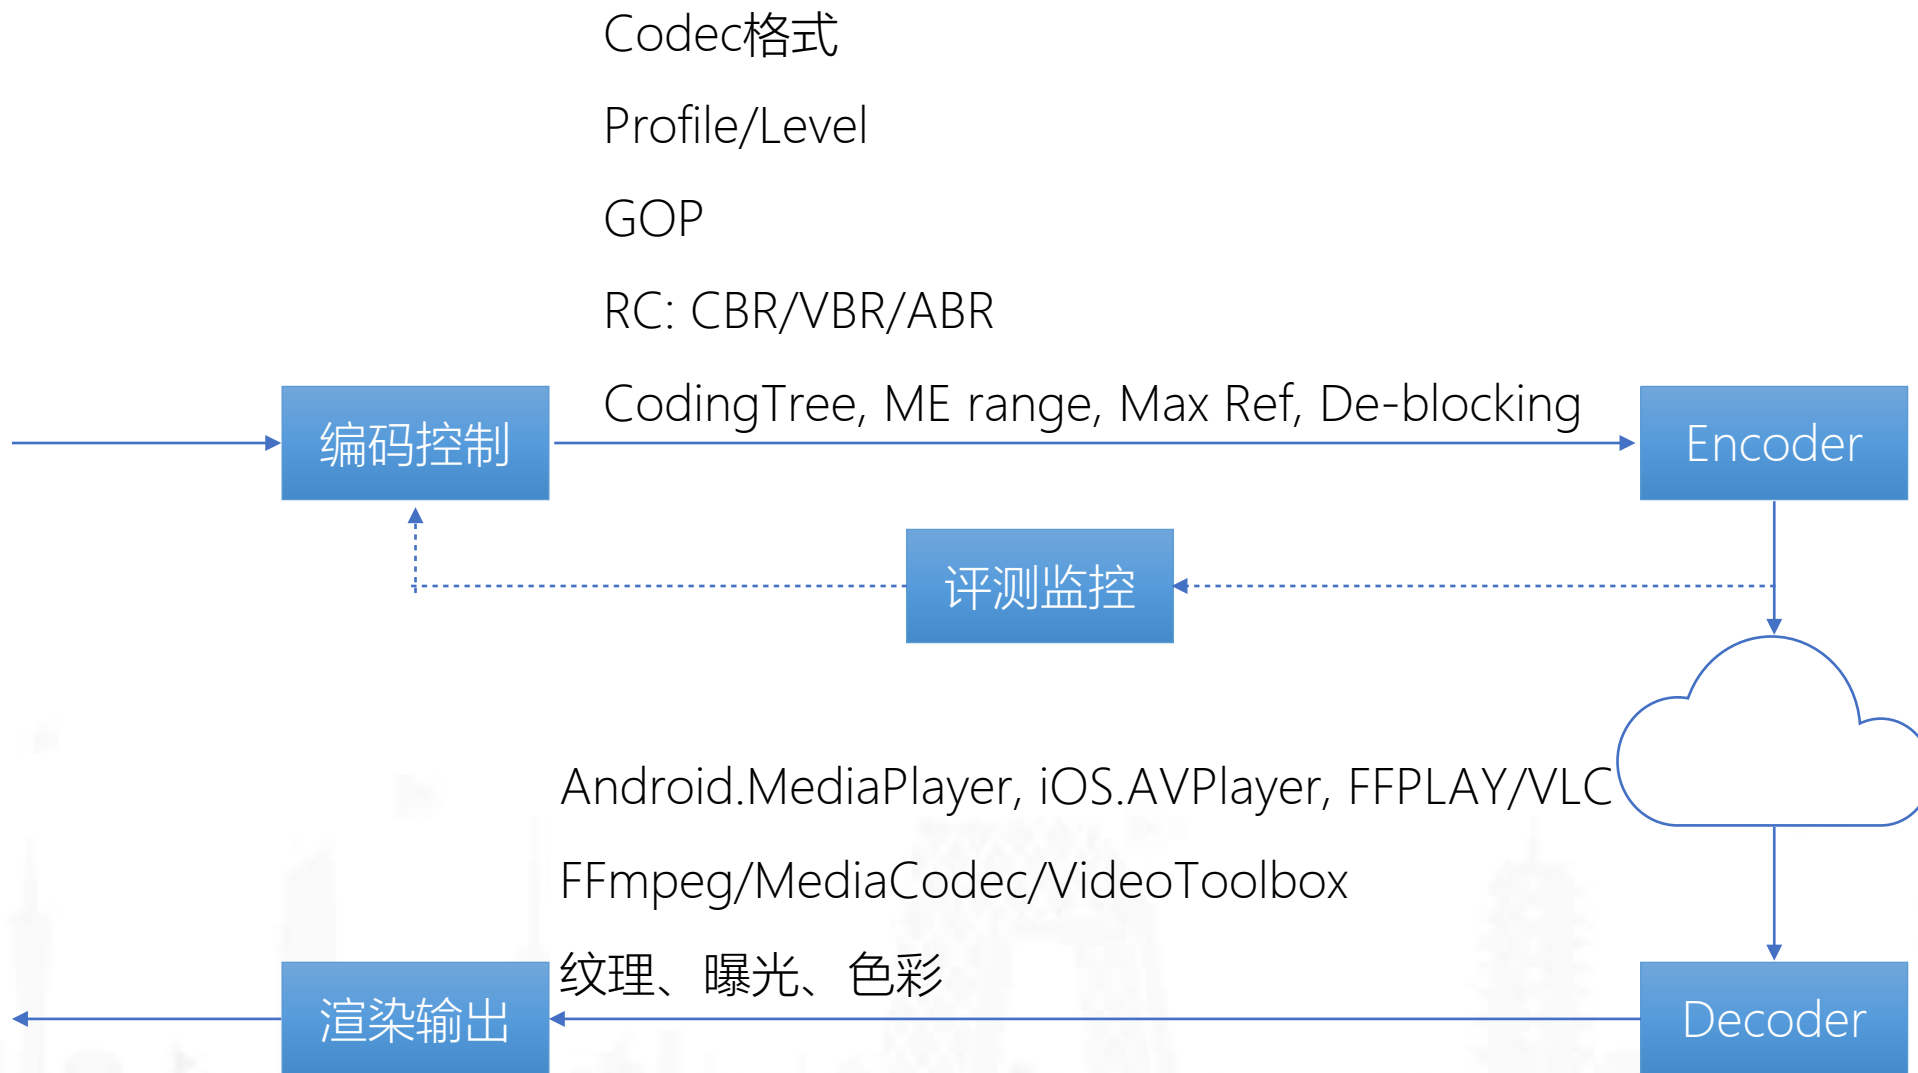 Codec格式
Profile/Level
GOP
RC: CBR/VBR/ABR
CodingTree, ME range, Max Ref, De-blocking
编码控制
Encoder
评测监控
Android.MediaPlayer, iOS.AVPlayer, FFPLAY/VLC
FFmpeg/MediaCodec/VideoToolbox
纹理、曝光、色彩
渲染输出
Decoder